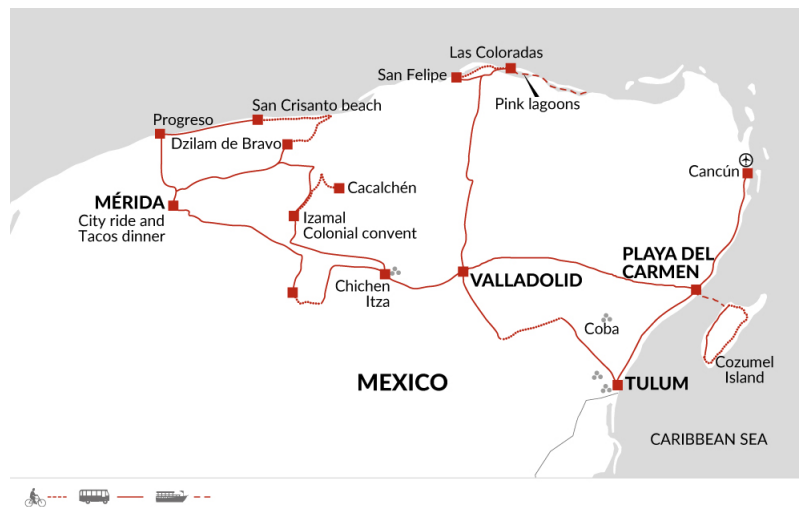 Las Coloradas
San Felipe
Pink lagoons
San Crisanto beach
Progreso
Dzilam de Bravo
Cancún
Cacalchén
MÉRIDA
City ride and
Tacos dinner
Izamal
Colonial convent
PLAYA DEL
CARMEN
VALLADOLID
Chichen
Itza
Coba
Cozumel
Island
MEXICO
TULUM
CARIBBEAN SEA